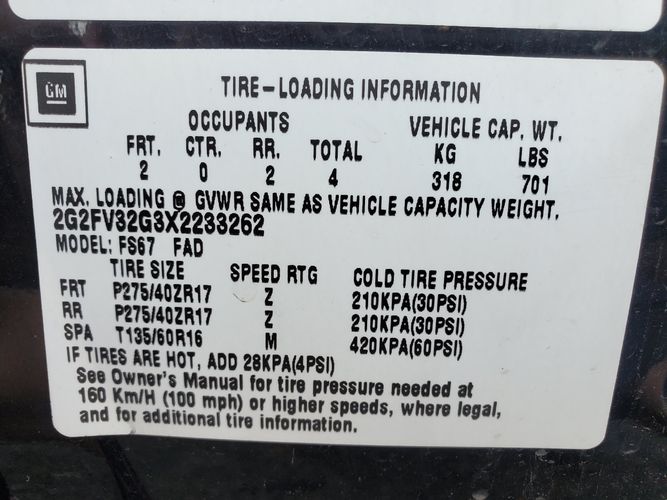 GM
TIRE-LOADING INFORMATION
OCCUPANTS VEHICLE CAP. WT.
FRT. CTR. RR. TOTAL KG LBS
2 0 2 4 318 701
MAX. LOADING @ GVWR SAME AS VEHICLE CAPACITY WEIGHT.
2G2FV32G3X2233262
MODEL: FS67 FAD
TIRE SIZE SPEED RTG COLD TIRE PRESSURE
FRT P275/40ZR17 Z 210KPA(30PSI)
RR P275/40ZR17 Z 210KPA(30PSI)
SPA T135/60R16 M 420KPA(60PSI)
IF TIRES ARE HOT, ADD 28KPA(4PSI)
See Owner's Manual for tire pressure needed at
160 Km/H (100 mph) or higher speeds, where legal,
and for additional tire information.